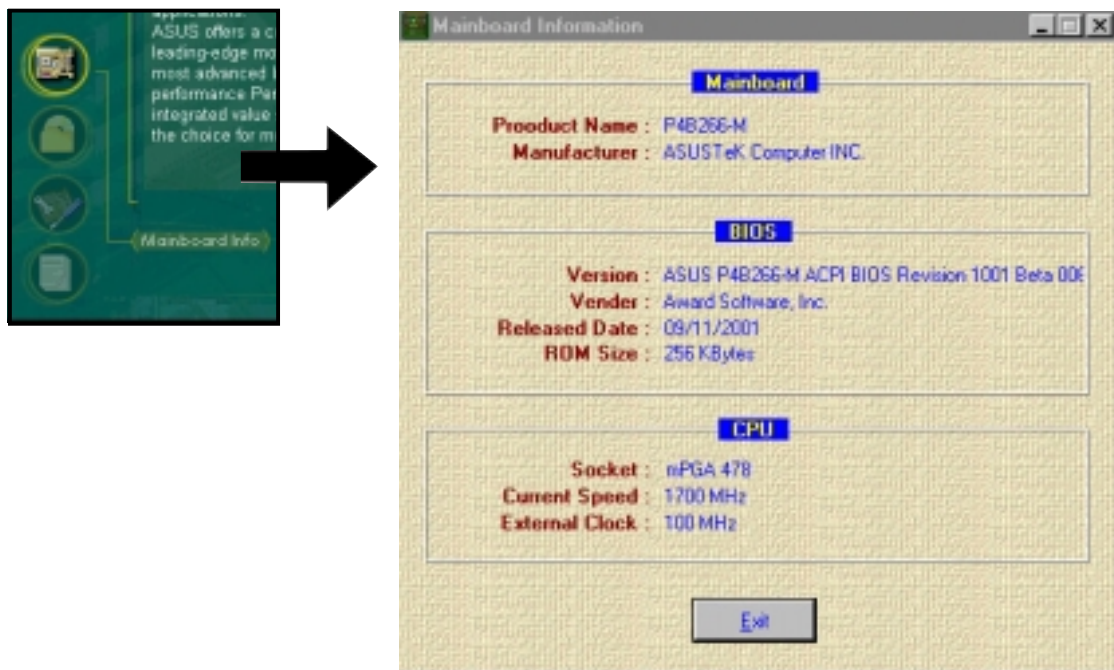 applications.
ASUS offers a c
leading-edge mo
most advanced
performance Per
integrated value
the choice for m
Mainboard Info
Mainboard Information
Mainboard
Prooduct Name : P4B266-M
Manufacturer : ASUSTeK Computer INC.
BIOS
Version : ASUS P4B266-M ACPI BIOS Revision 1001 Beta 006
Vender : Award Software, Inc.
Released Date : 09/11/2001
ROM Size : 256 KBytes
CPU
Socket : mPGA 478
Current Speed : 1700 MHz
External Clock : 100 MHz
Exit